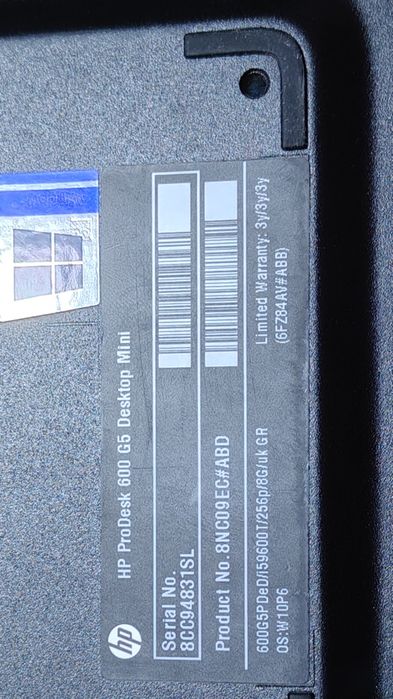 hp
HP ProDesk 600 G5 Desktop Mini
Serial No.
8CC94831SL
Product No. 8NC09EC#ABD
600G5PDeD/i59600T/256p/8G/uk GR
OS:W10P6
Limited Warranty: 3y/3y/3y
(6FZ84AV#ABB)